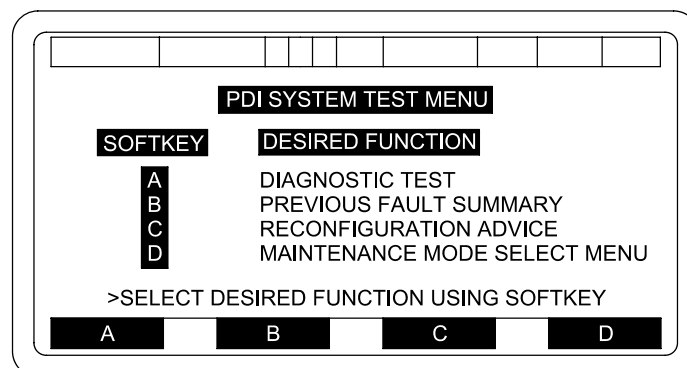 PDI SYSTEM TEST MENU
SOFTKEY DESIRED FUNCTION
A DIAGNOSTIC TEST
B PREVIOUS FAULT SUMMARY
C RECONFIGURATION ADVICE
D MAINTENANCE MODE SELECT MENU
>SELECT DESIRED FUNCTION USING SOFTKEY
A B C D